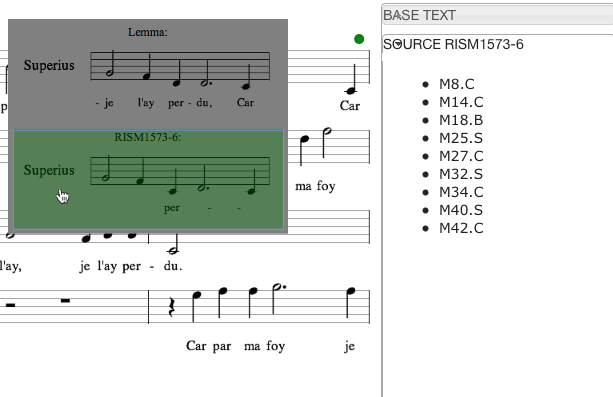 Lemma:
Superius
- je l'ay per - du, Car
RISM1573-6:
Superius
per - -
p
Car
ma foy
l'ay, je l'ay per - du.
Car par ma foy je
BASE TEXT
SOURCE RISM1573-6
M8.C
M14.C
M18.B
M25.S
M27.C
M32.S
M34.C
M40.S
M42.C